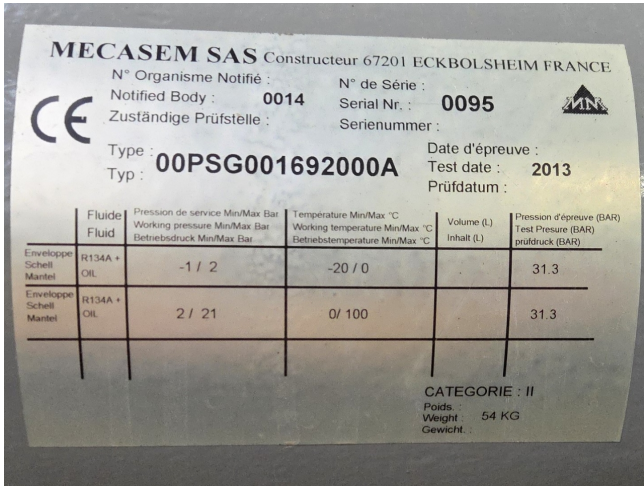 MECASEM SAS Constructeur 67201 ECKBOLSHEIM FRANCE
N° Organisme Notifié :
Notified Body : 0014
Zuständige Prüfstelle :
N° de Série :
Serial Nr. : 0095
Serienummer :
MN
CE
Type :
Typ : 00PSG001692000A
Date d'épreuve :
Test date : 2013
Prüfdatum :
Fluide
Fluid
Pression de service Min/Max Bar
Working pressure Min/Max Bar
Betriebsdruck Min/Max Bar
Température Min/Max °C
Working temperature Min/Max °C
Betriebstemperature Min/Max °C
Volume (L)
Inhalt (L)
Pression d'épreuve (BAR)
Test Presure (BAR)
prüfdruck (BAR)
Enveloppe
Schell
Mantel
R134A +
OIL
-1 / 2
-20 / 0
31.3
Enveloppe
Schell
Mantel
R134A +
OIL
2 / 21
0/ 100
31.3
CATEGORIE : II
Poids. :
Weight : 54 KG
Gewicht. :